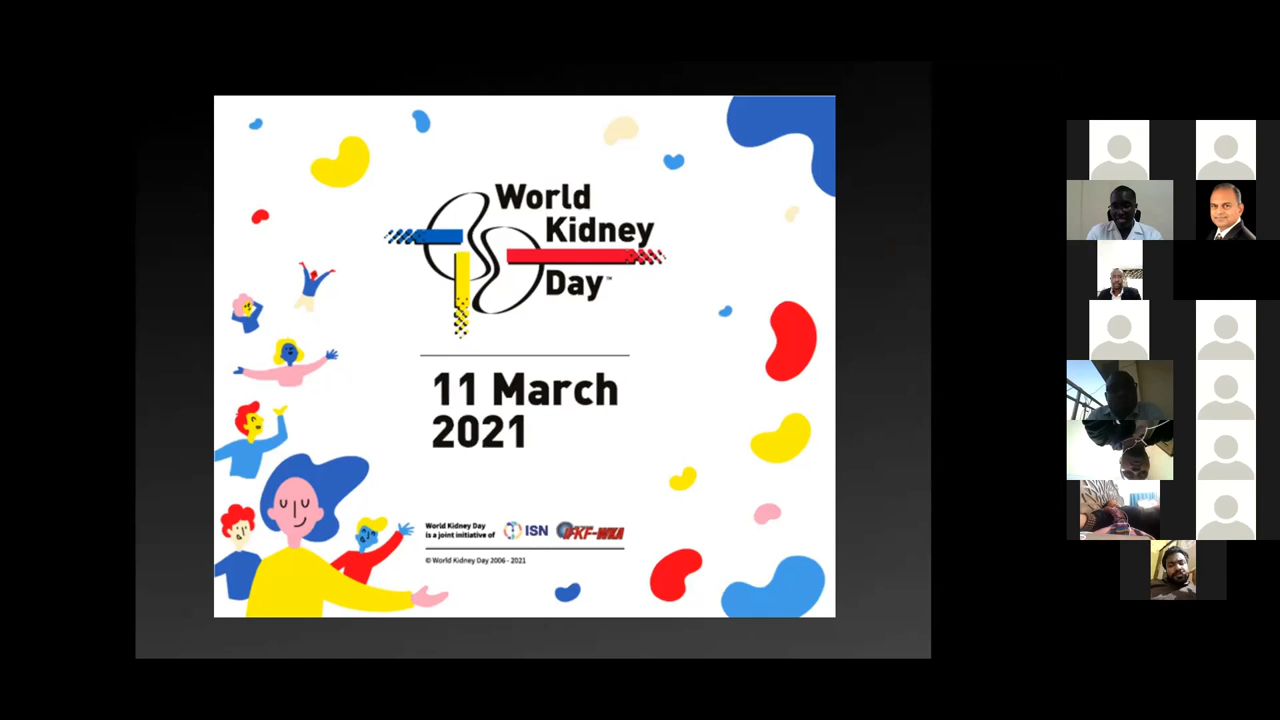 World
Kidney
Day™
11 March
2021
World Kidney Day
is a joint initiative of
ISN
IFKF-WKA
© World Kidney Day 2006 - 2021